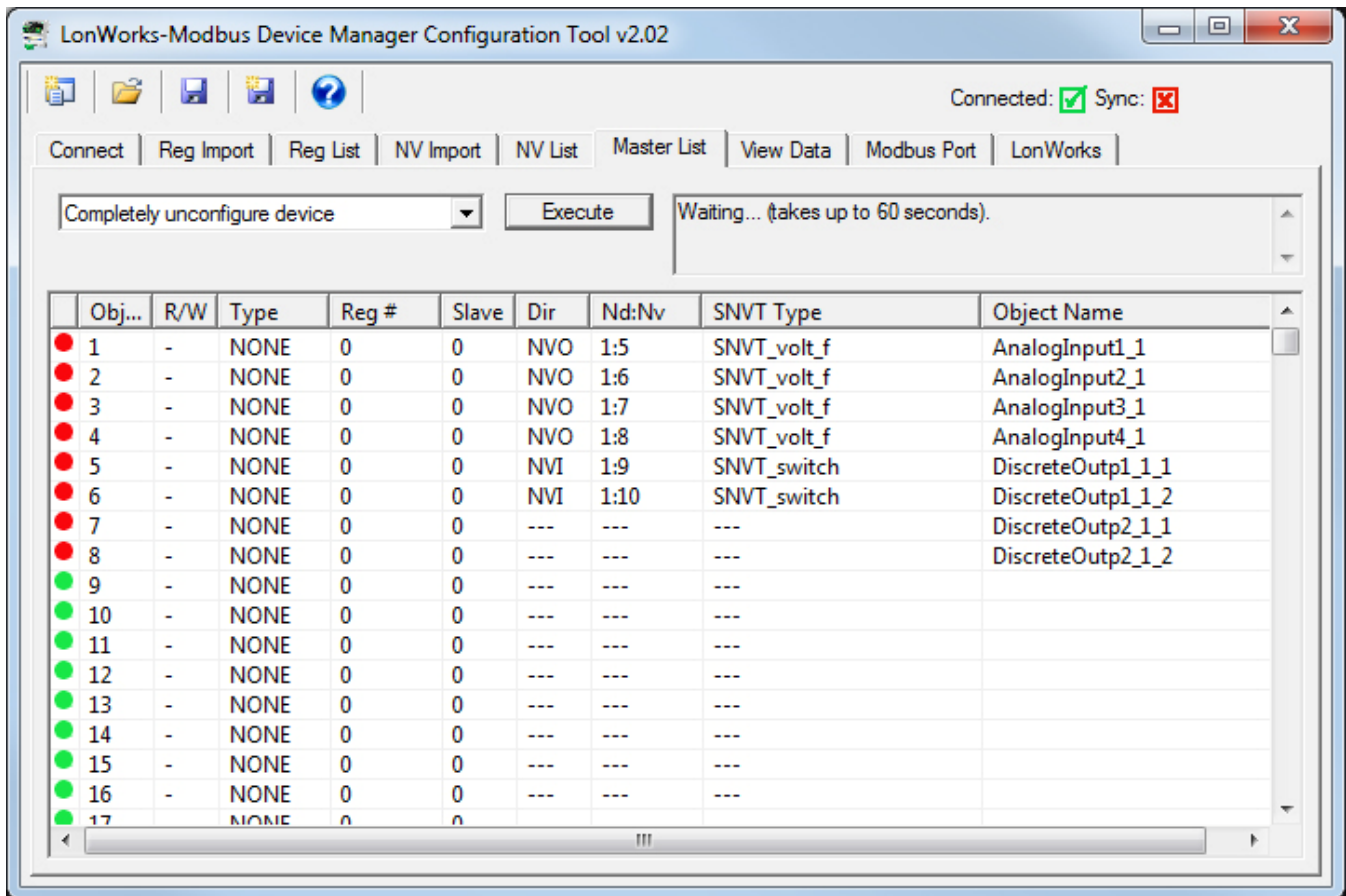 LonWorks-Modbus Device Manager Configuration Tool v2.02
Connected: Sync:
Connect Reg Import Reg List NV Import NV List Master List View Data Modbus Port LonWorks
Completely unconfigure device Execute Waiting... (takes up to 60 seconds).
Obj... R/W Type Reg # Slave Dir Nd:Nv SNVT Type Object Name
1 - NONE 0 0 NVO 1:5 SNVT_volt_f AnalogInput1_1
2 - NONE 0 0 NVO 1:6 SNVT_volt_f AnalogInput2_1
3 - NONE 0 0 NVO 1:7 SNVT_volt_f AnalogInput3_1
4 - NONE 0 0 NVO 1:8 SNVT_volt_f AnalogInput4_1
5 - NONE 0 0 NVI 1:9 SNVT_switch DiscreteOutp1_1_1
6 - NONE 0 0 NVI 1:10 SNVT_switch DiscreteOutp1_1_2
7 - NONE 0 0 --- --- --- DiscreteOutp2_1_1
8 - NONE 0 0 --- --- --- DiscreteOutp2_1_2
9 - NONE 0 0 --- --- ---
10 - NONE 0 0 --- --- ---
11 - NONE 0 0 --- --- ---
12 - NONE 0 0 --- --- ---
13 - NONE 0 0 --- --- ---
14 - NONE 0 0 --- --- ---
15 - NONE 0 0 --- --- ---
16 - NONE 0 0 --- --- ---
17 NONE 0 0